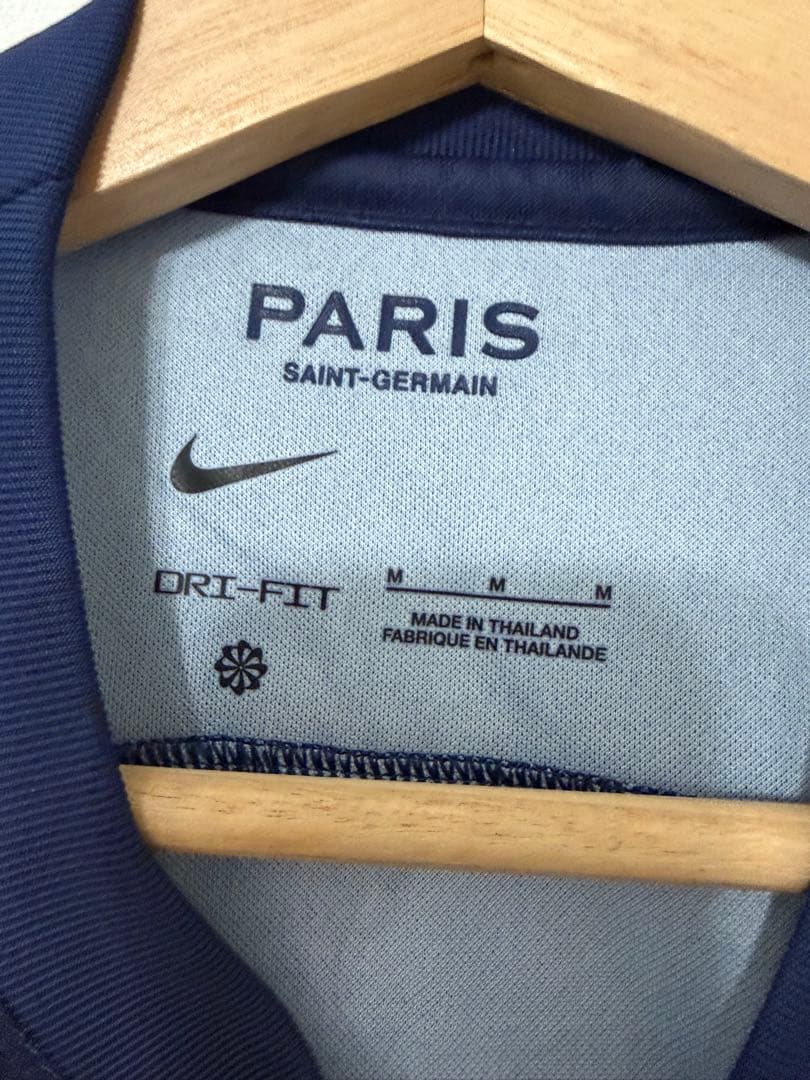 PARIS
SAINT-GERMAIN
DRI-FIT
M M M
MADE IN THAILAND
FABRIQUE EN THAILANDE